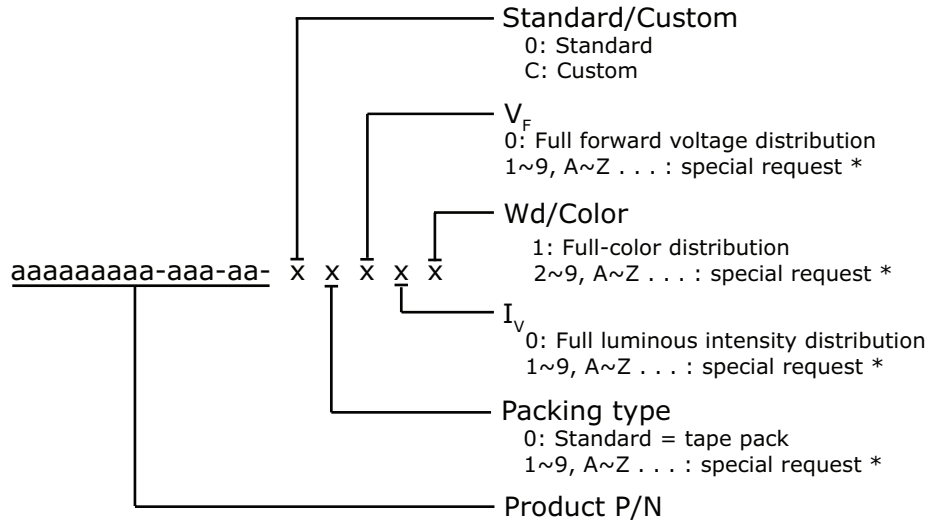 Standard/Custom
0: Standard
C: Custom
VF
0: Full forward voltage distribution
1~9, A~Z . . . : special request *
Wd/Color
1: Full-color distribution
2~9, A~Z . . . : special request *
aaaaaaaaa-aaa-aa- x x x x x
IV
0: Full luminous intensity distribution
1~9, A~Z . . . : special request *
Packing type
0: Standard = tape pack
1~9, A~Z . . . : special request *
Product P/N